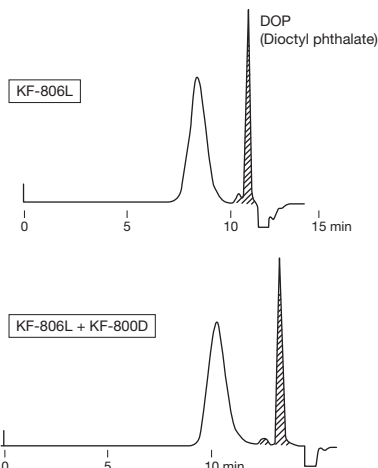 DOP
(Dioctyl phthalate)
KF-806L
0 5 10 15 min
KF-806L + KF-800D
0 5 10 min